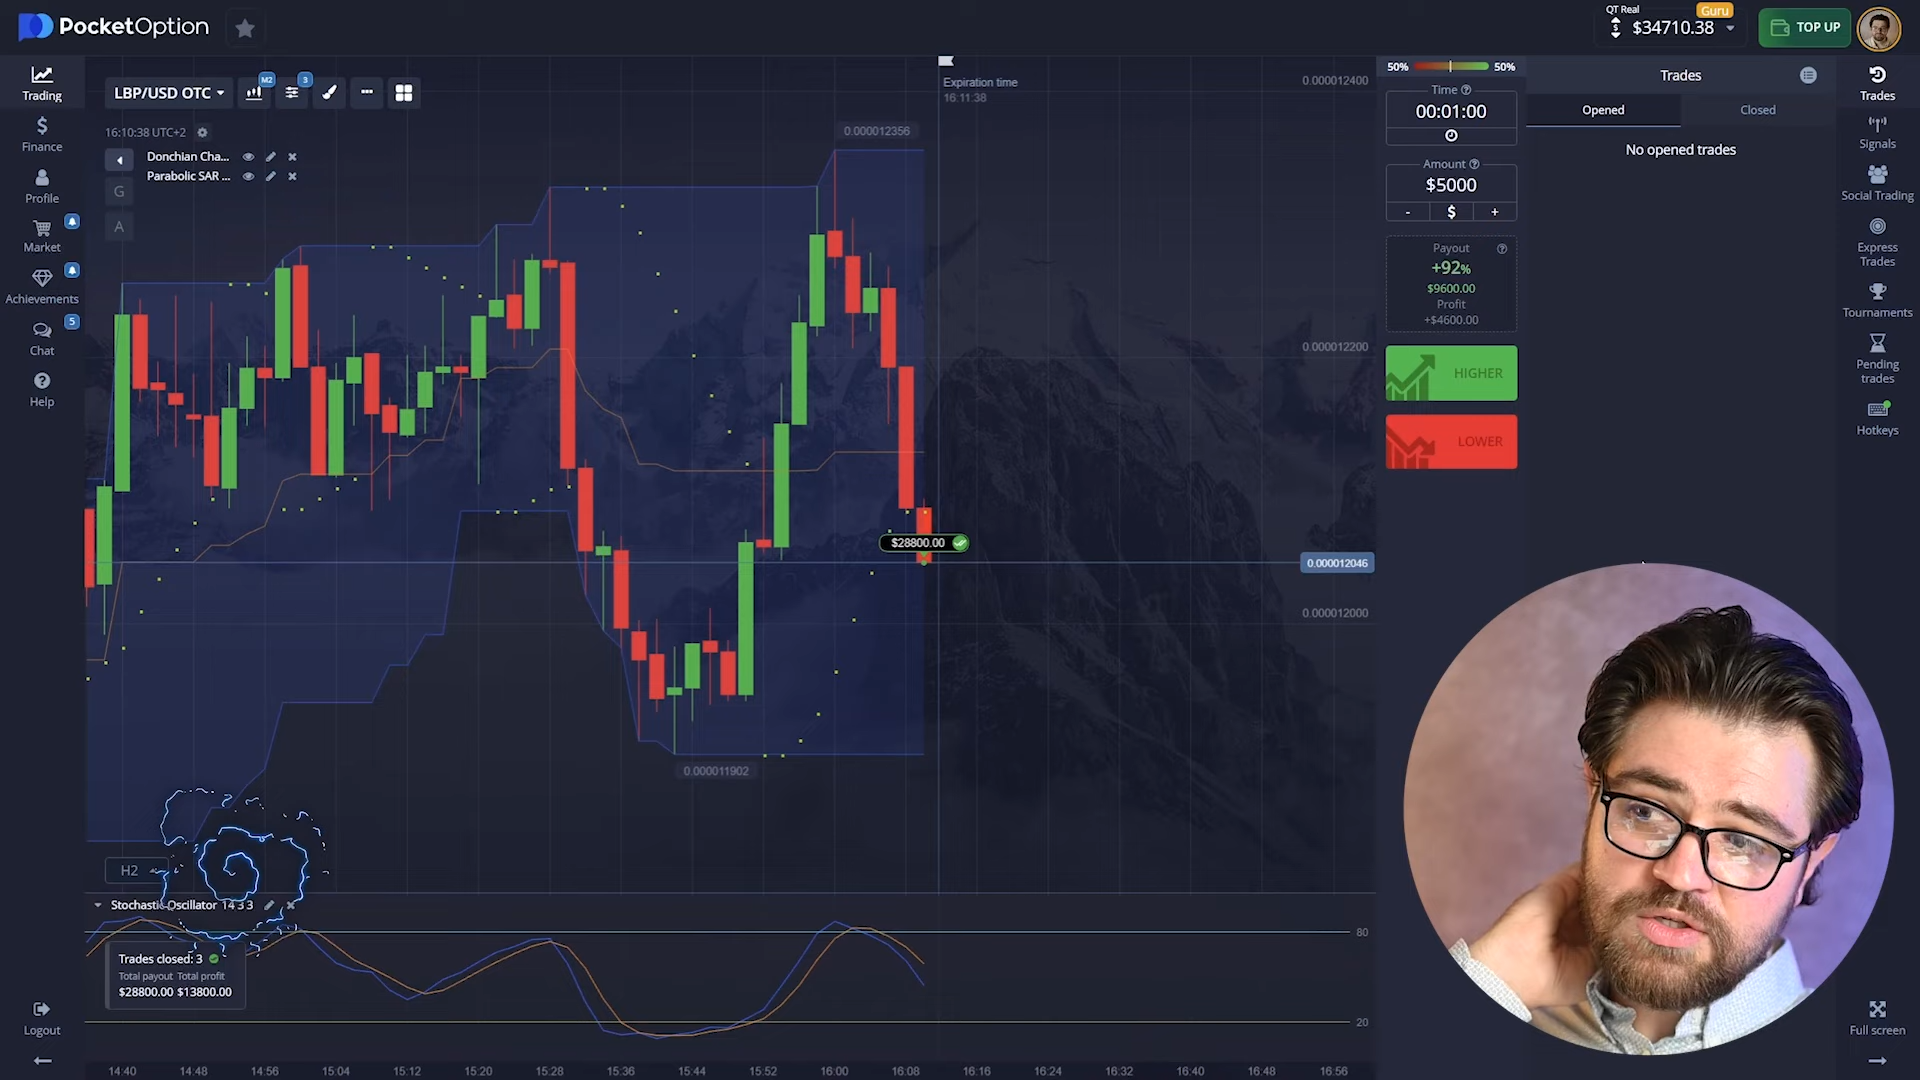 PocketOption
QT Real
Guru
$34710.38
TOP UP
Trading
Finance
Profile
Market
Achievements
5
Chat
Help
Logout
LBP/USD OTC
M2
3
16:10:38 UTC+2
Donchian Cha...
Parabolic SAR ...
G
A
Expiration time
16:11:38
0.000012400
0.000012356
0.000012200
$28800.00
0.000012046
0.000012000
0.000011902
H2
Stochastic Oscillator 14 3 3
80
20
Trades closed: 3
Total payout Total profit
$28800.00 $13800.00
14:40 14:48 14:56 15:04 15:12 15:20 15:28 15:36 15:44 15:52 16:00 16:08 16:16 16:24 16:32 16:40 16:48 16:56
50% 50%
Time
00:01:00
Amount
$5000
- $ +
Payout
+92%
$9600.00
Profit
+$4600.00
HIGHER
LOWER
Trades
Opened Closed
No opened trades
Trades
Signals
Social Trading
Express
Trades
Tournaments
Pending
trades
Hotkeys
Full screen